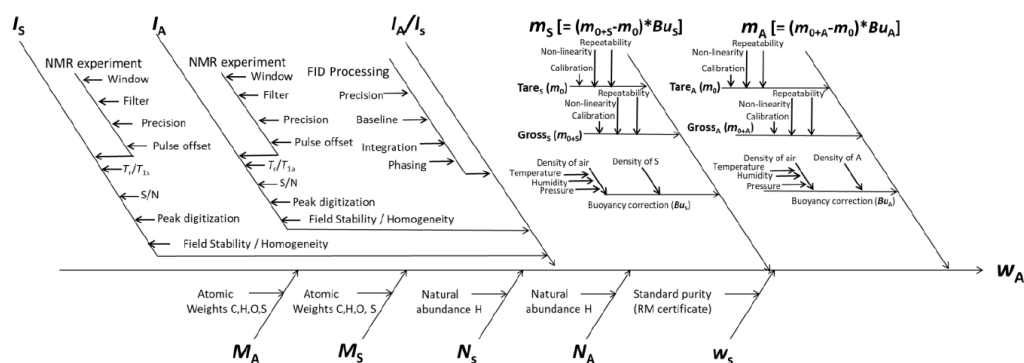 I_S
I_A
I_A/I_s
m_S [= (m_0+S-m_0)*Bu_S]
m_A [= (m_0+A-m_0)*Bu_A]
NMR experiment
Window
Filter
Precision
Pulse offset
T_r/T_1s
S/N
Peak digitization
Field Stability / Homogeneity
NMR experiment
Window
Filter
Precision
Pulse offset
T_r/T_1a
S/N
Peak digitization
Field Stability / Homogeneity
FID Processing
Precision
Baseline
Integration
Phasing
Repeatability
Non-linearity
Calibration
Tare_S (m_0)
Repeatability
Non-linearity
Calibration
Gross_S (m_0+S)
Density of air
Density of S
Temperature
Humidity
Pressure
Buoyancy correction (Bu_S)
Repeatability
Non-linearity
Calibration
Tare_A (m_0)
Repeatability
Non-linearity
Calibration
Gross_A (m_0+A)
Density of air
Density of A
Temperature
Humidity
Pressure
Buoyancy correction (Bu_A)
w_A
Atomic
Weights C,H,O,S
Atomic
Weights C,H,O, S
Natural
abundance H
Natural
abundance H
Standard purity
(RM certificate)
M_A
M_S
N_s
N_A
w_s